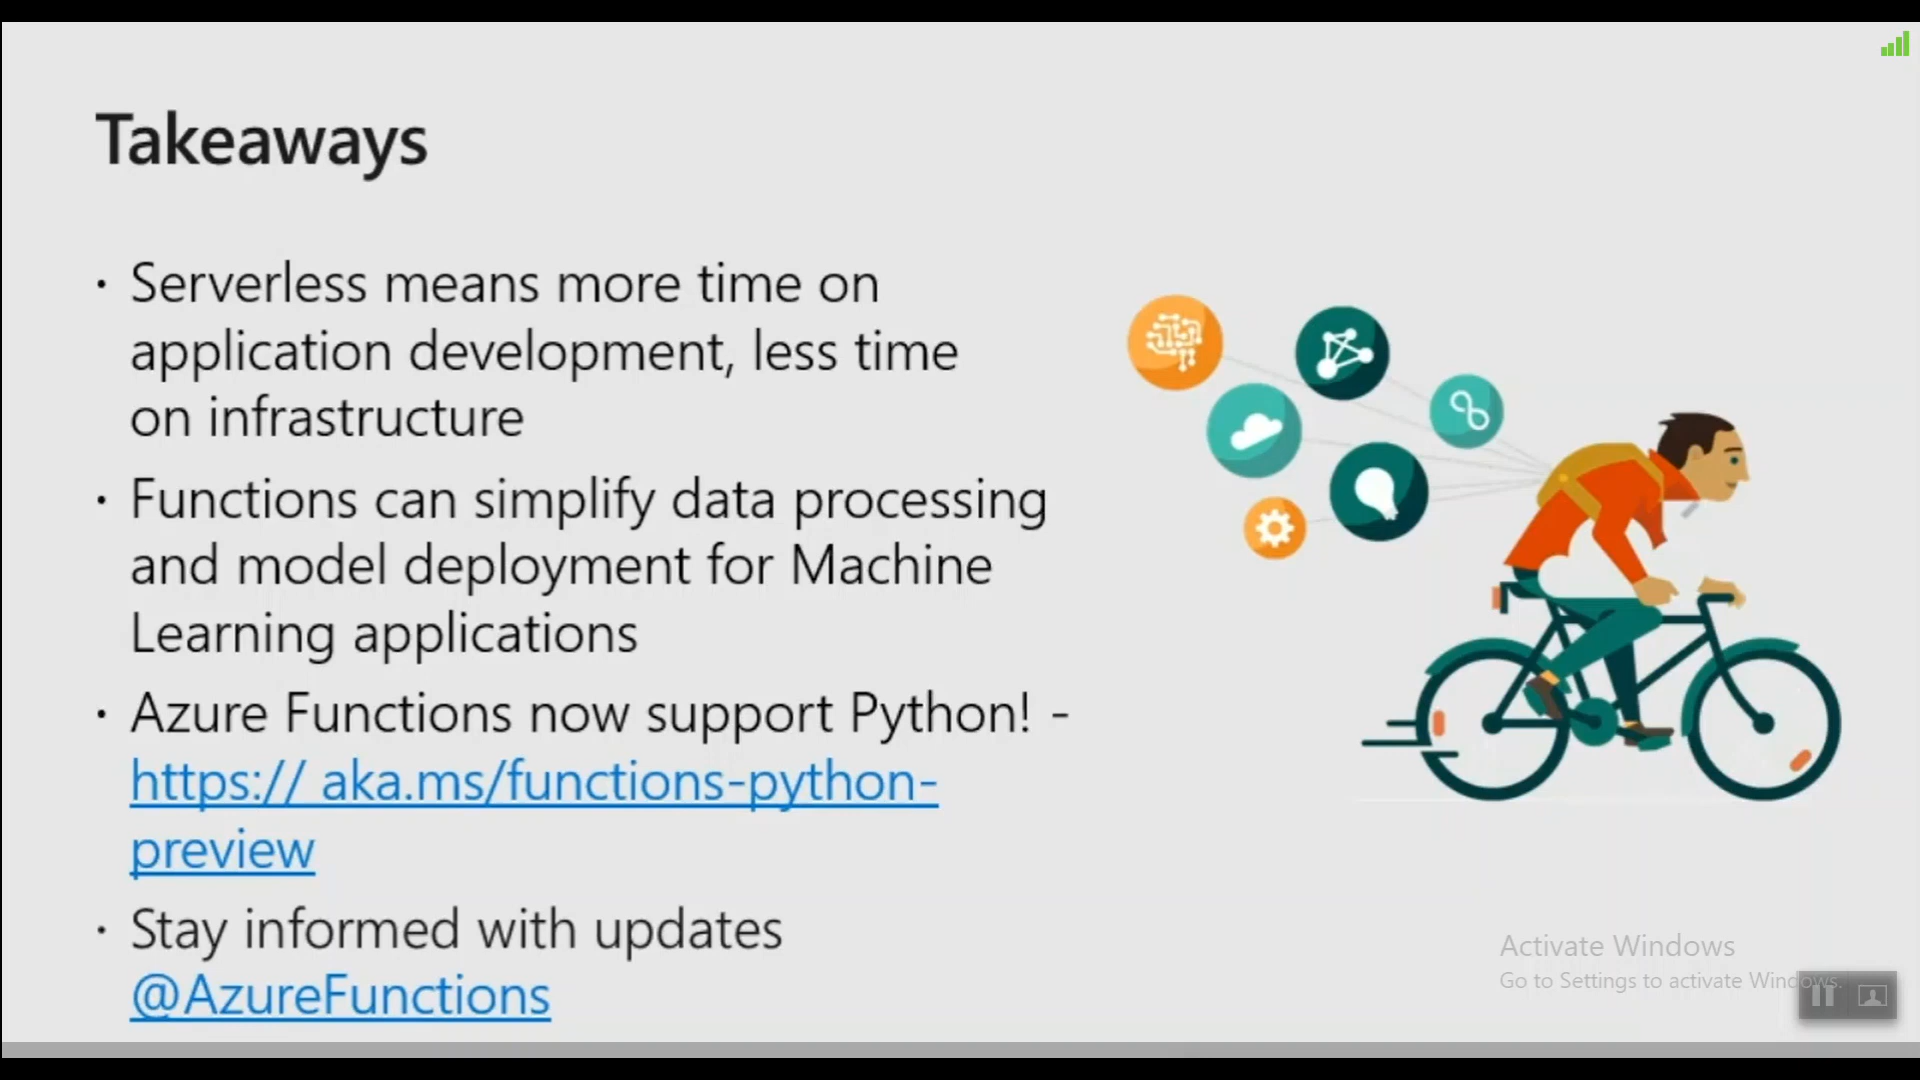 Takeaways
· Serverless means more time on
application development, less time
on infrastructure
· Functions can simplify data processing
and model deployment for Machine
Learning applications
· Azure Functions now support Python! -
https:// aka.ms/functions-python-
preview
· Stay informed with updates
@AzureFunctions
Activate Windows
Go to Settings to activate Windows.